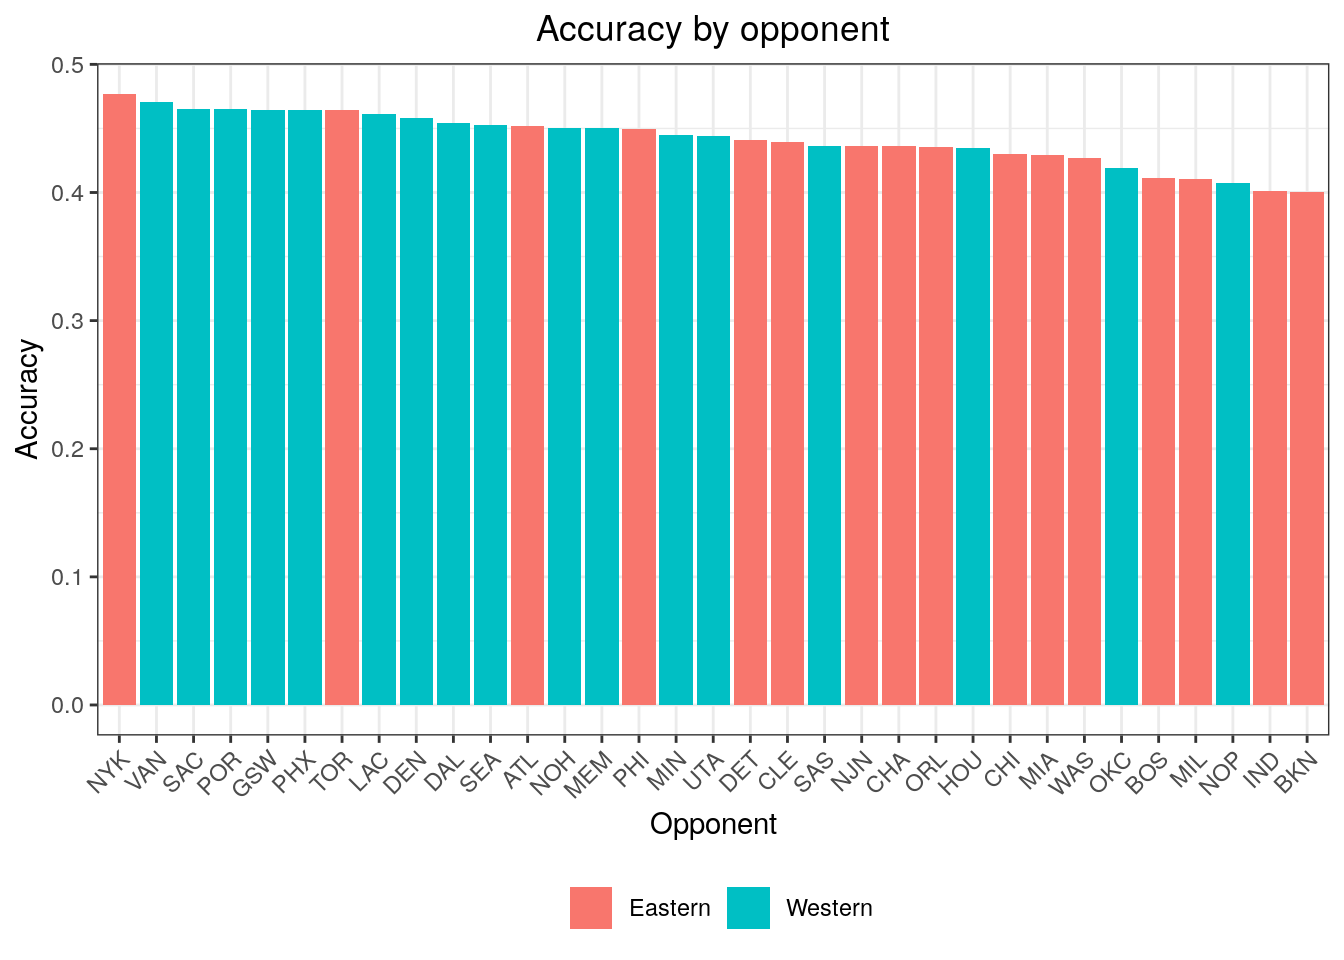 Accuracy by opponent
0.5
0.4
0.3
0.2
0.1
0.0
Accuracy
NYK VAN SAC POR GSW PHX TOR LAC DEN DAL SEA ATL NOH MEM PHI MIN UTA DET CLE SAS NJN CHA ORL HOU CHI MIA WAS OKC BOS MIL NOP IND BKN
Opponent
Eastern Western